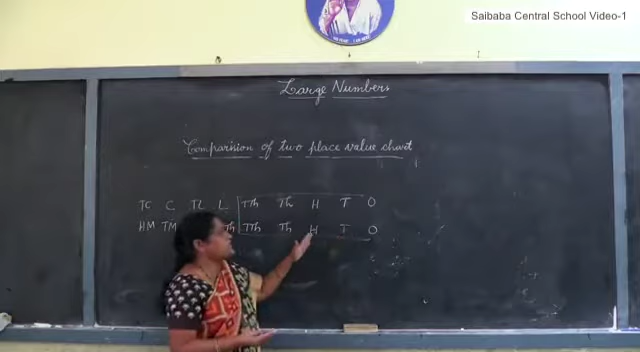 Saibaba Central School Video-1
Large Numbers
Comparision of two place value chart
TC C TL L TTh Th H T O
HM TM Th TTh Th H T O